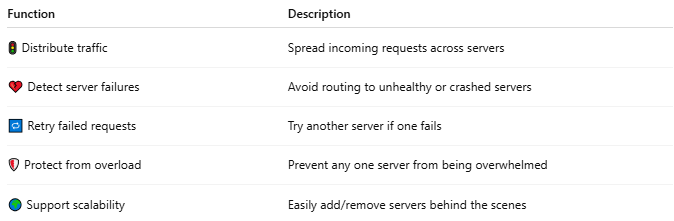 Function Description
🚦 Distribute traffic Spread incoming requests across servers
💔 Detect server failures Avoid routing to unhealthy or crashed servers
🔁 Retry failed requests Try another server if one fails
🛡️ Protect from overload Prevent any one server from being overwhelmed
🌍 Support scalability Easily add/remove servers behind the scenes